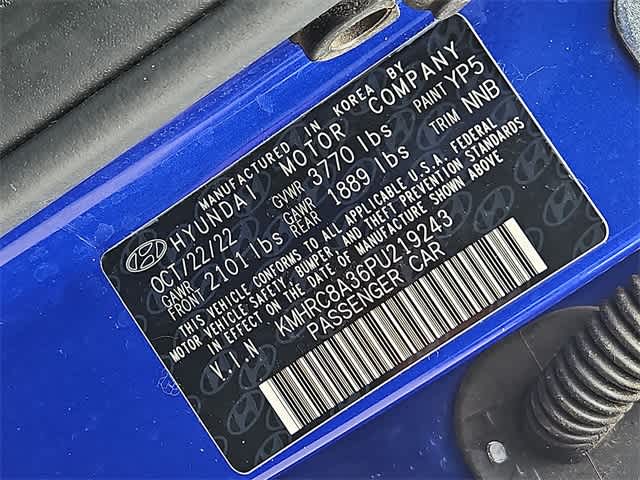 MANUFACTURED IN KOREA BY
HYUNDAI MOTOR COMPANY
OCT/22/22 GVWR 3770 lbs PAINT YP5
GAWR FRONT 2101 lbs GAWR REAR 1889 lbs TRIM NNB
THIS VEHICLE CONFORMS TO ALL APPLICABLE U.S.A. FEDERAL
MOTOR VEHICLE SAFETY, BUMPER, AND THEFT PREVENTION STANDARDS
IN EFFECT ON THE DATE OF MANUFACTURE SHOWN ABOVE
V.I.N KMHRC8A36PU219243
PASSENGER CAR